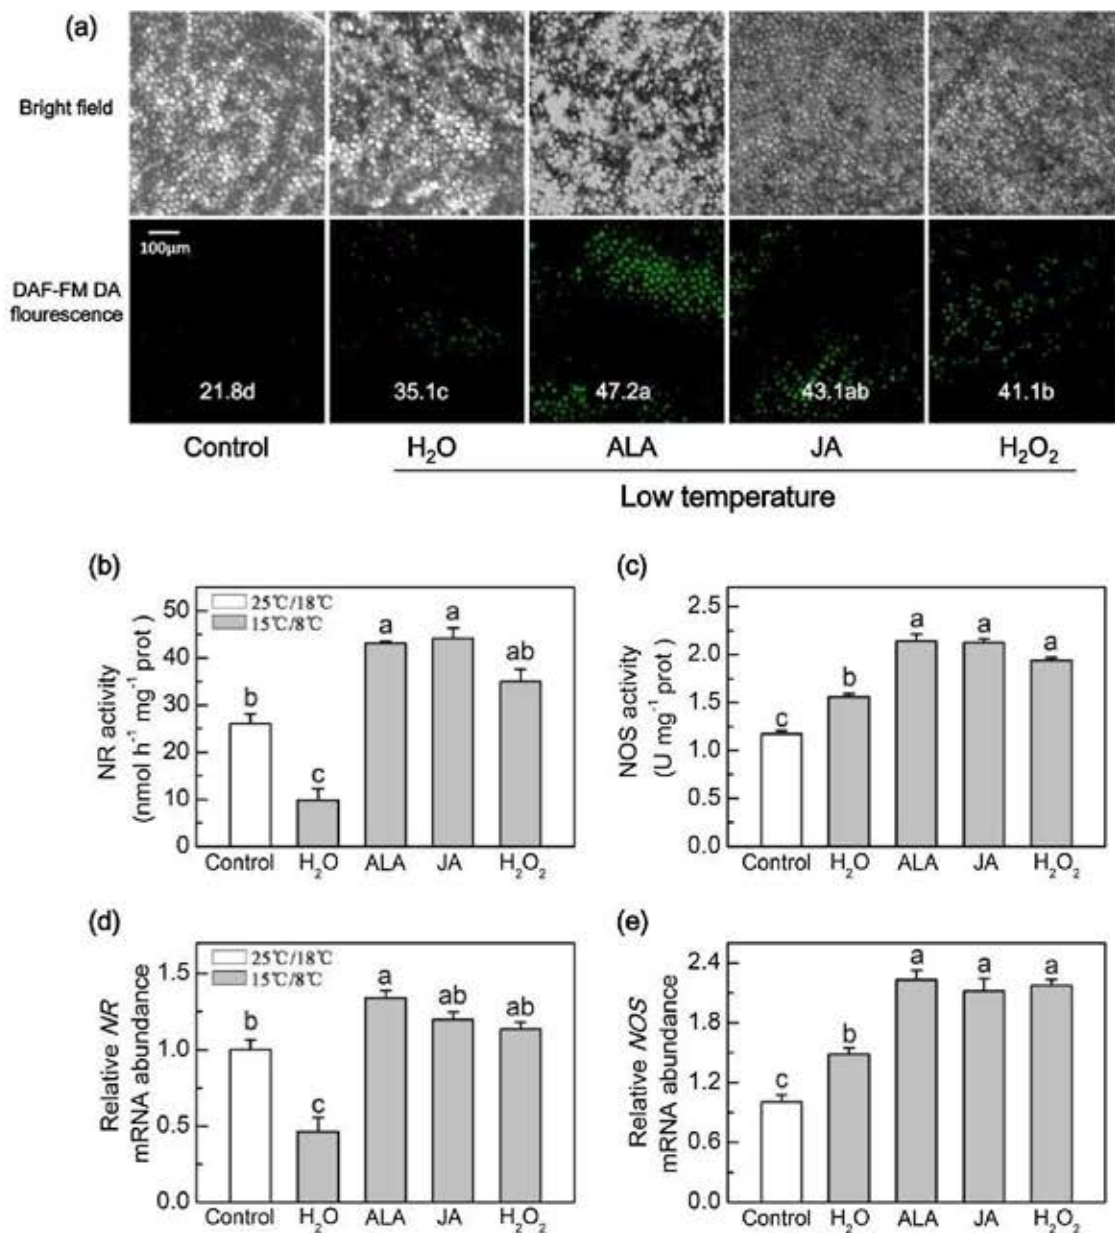 (a)
Bright field
100μm
DAF-FM DA
flourescence
21.8d 35.1c 47.2a 43.1ab 41.1b
Control H₂O ALA JA H₂O₂
Low temperature
(b)
NR activity
(nmol h⁻¹ mg⁻¹ prot )
50
40
30
20
10
0
25℃/18℃
15℃/8℃
b c a a ab
Control H₂O ALA JA H₂O₂
(c)
NOS activity
(U mg⁻¹ prot)
2.5
2.0
1.5
1.0
0.5
0.0
c b a a a
Control H₂O ALA JA H₂O₂
(d)
Relative NR
mRNA abundance
1.5
1.0
0.5
0.0
25℃/18℃
15℃/8℃
b c a ab ab
Control H₂O ALA JA H₂O₂
(e)
Relative NOS
mRNA abundance
2.4
1.8
1.2
0.6
0.0
c b a a a
Control H₂O ALA JA H₂O₂